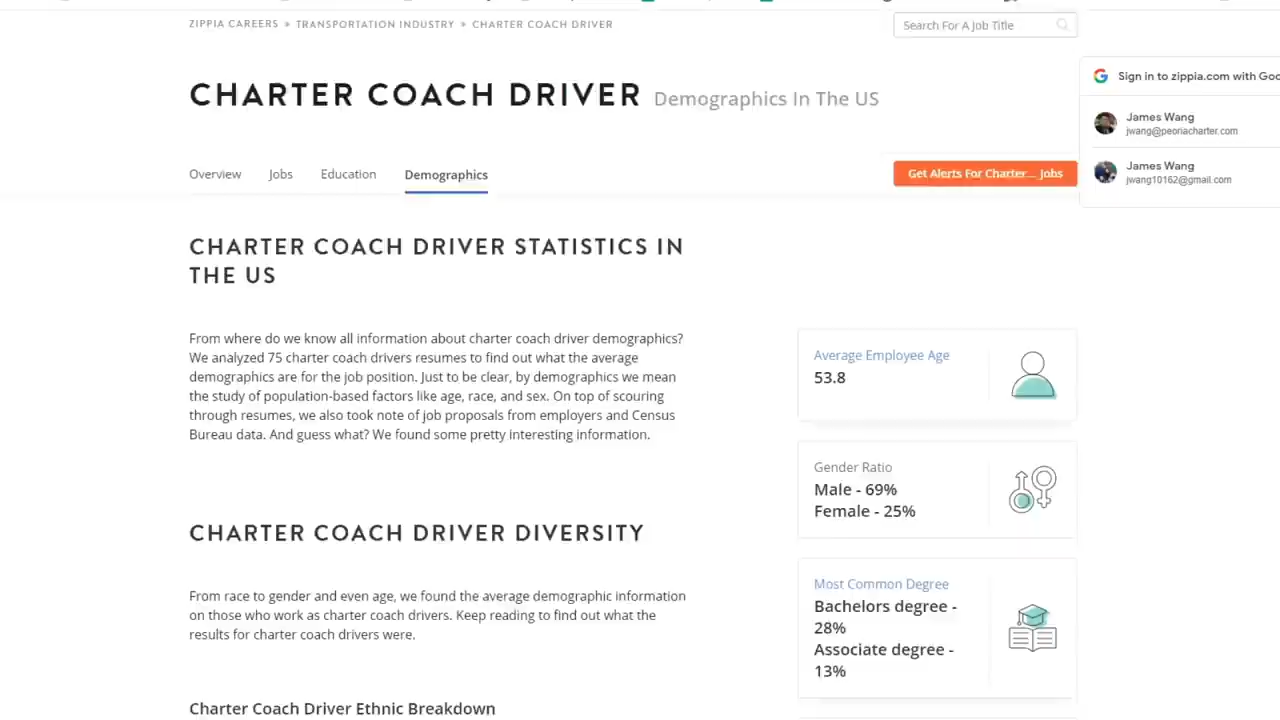 ZIPPIA CAREERS » TRANSPORTATION INDUSTRY » CHARTER COACH DRIVER
Search For A Job Title
CHARTER COACH DRIVER Demographics In The US
Sign in to zippia.com with Goo
James Wang
jwang@peoriacharter.com
James Wang
jwang10162@gmail.com
Overview Jobs Education Demographics
Get Alerts For Charter... Jobs
CHARTER COACH DRIVER STATISTICS IN
THE US
From where do we know all information about charter coach driver demographics?
We analyzed 75 charter coach drivers resumes to find out what the average
demographics are for the job position. Just to be clear, by demographics we mean
the study of population-based factors like age, race, and sex. On top of scouring
through resumes, we also took note of job proposals from employers and Census
Bureau data. And guess what? We found some pretty interesting information.
Average Employee Age
53.8
Gender Ratio
Male - 69%
Female - 25%
Most Common Degree
Bachelors degree -
28%
Associate degree -
13%
CHARTER COACH DRIVER DIVERSITY
From race to gender and even age, we found the average demographic information
on those who work as charter coach drivers. Keep reading to find out what the
results for charter coach drivers were.
Charter Coach Driver Ethnic Breakdown